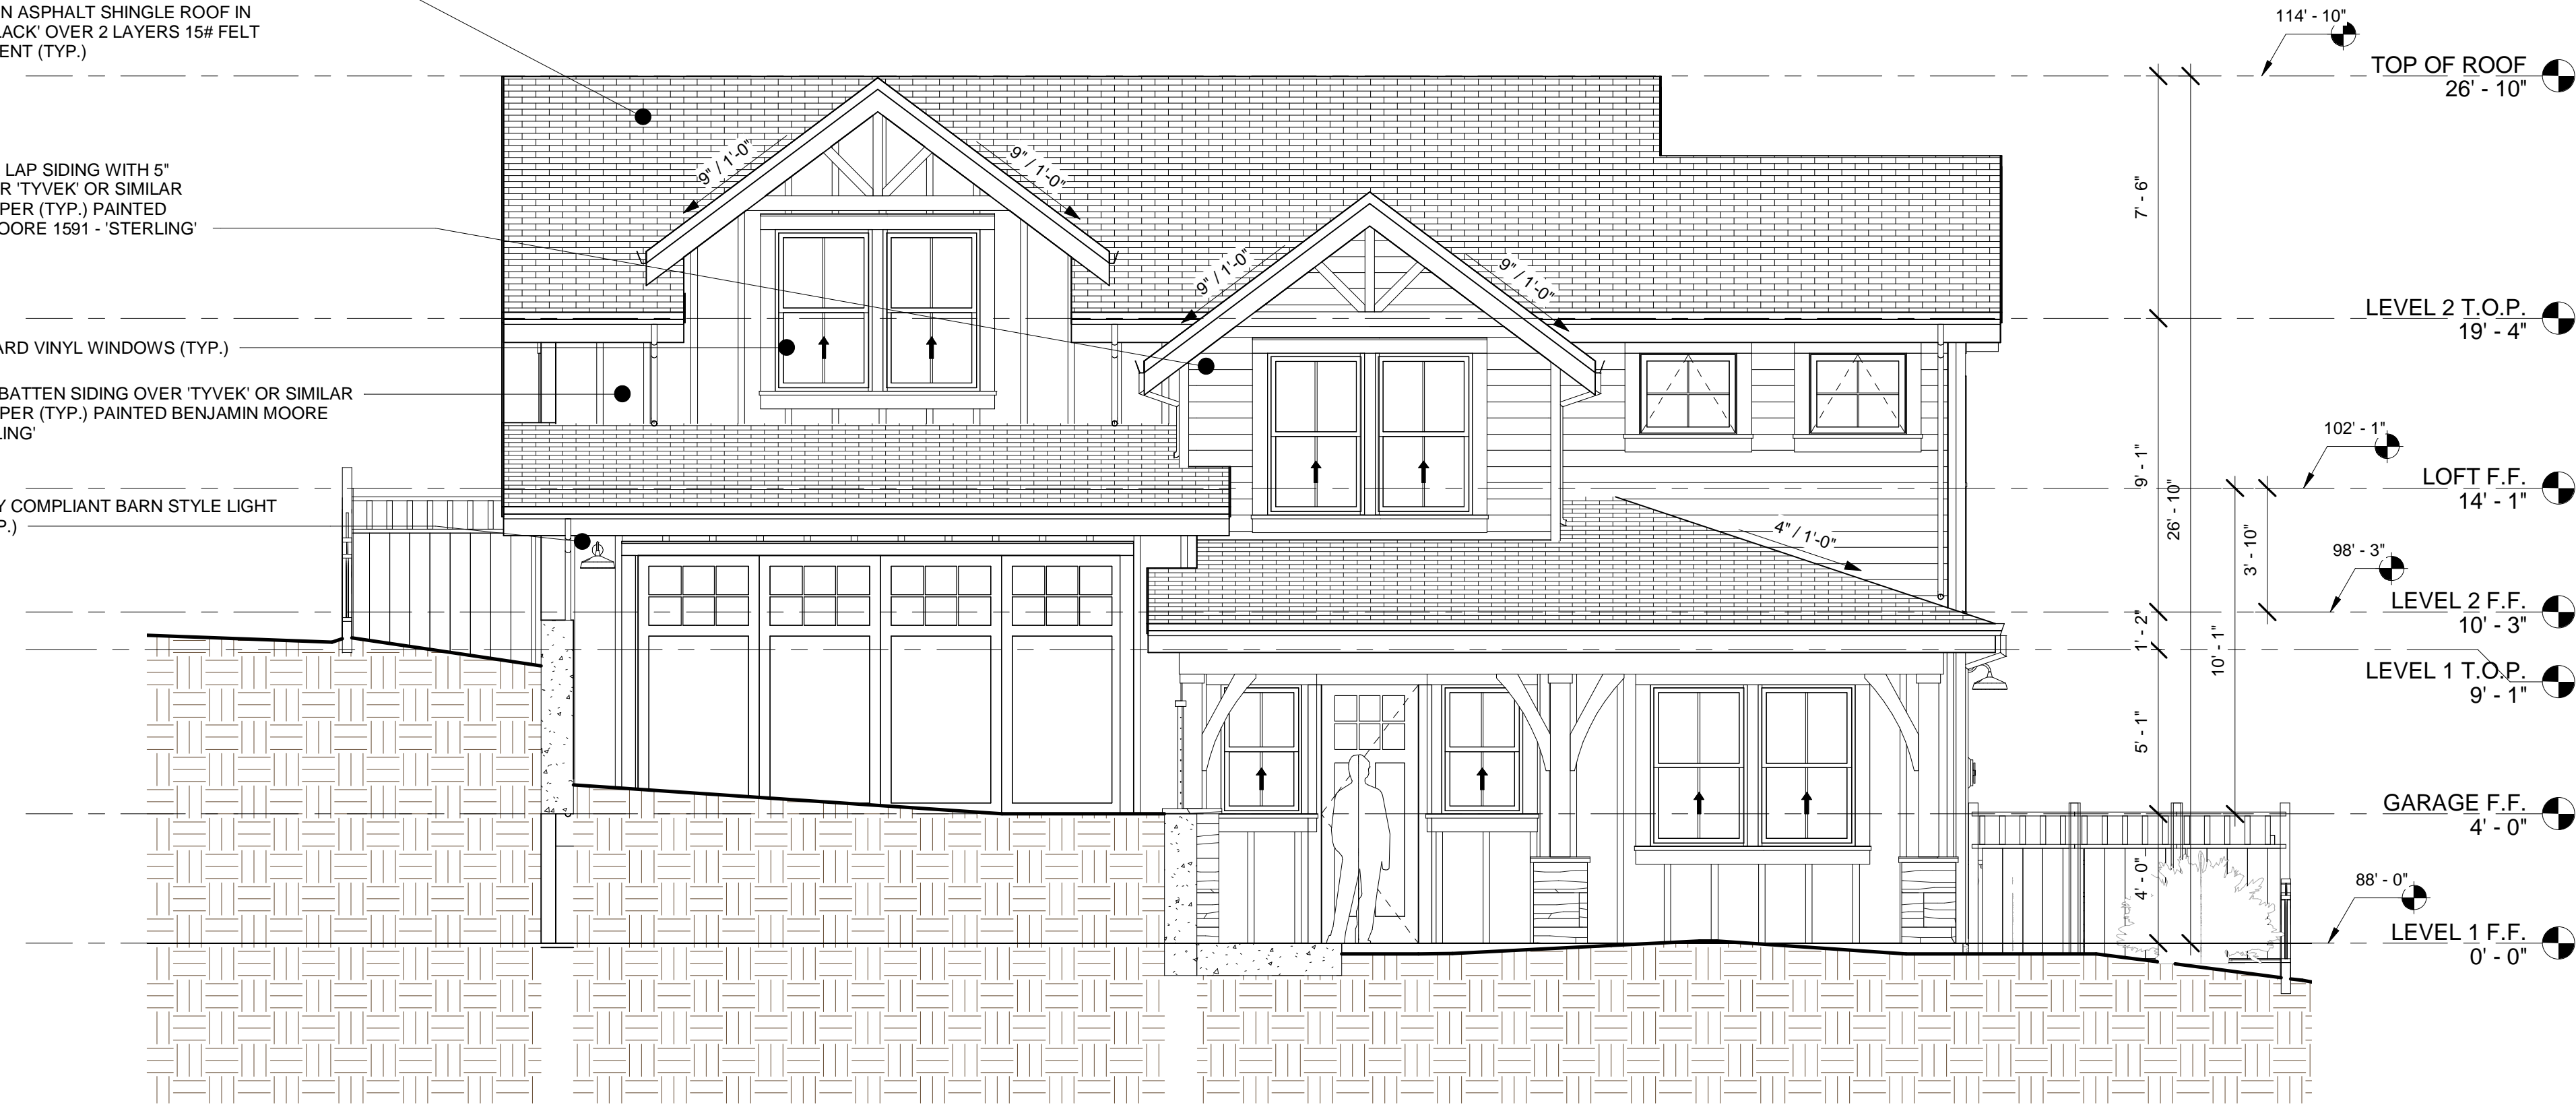 N ASPHALT SHINGLE ROOF IN
LACK' OVER 2 LAYERS 15# FELT
ENT (TYP.)
LAP SIDING WITH 5"
R 'TYVEK' OR SIMILAR
PER (TYP.) PAINTED
OORE 1591 - 'STERLING'
ARD VINYL WINDOWS (TYP.)
BATTEN SIDING OVER 'TYVEK' OR SIMILAR
PER (TYP.) PAINTED BENJAMIN MOORE
LING'
Y COMPLIANT BARN STYLE LIGHT
P.)
9" / 1'-0"
9" / 1'-0"
9" / 1'-0"
9" / 1'-0"
4" / 1'-0"
7' - 6"
9' - 1"
1' - 2"
5' - 1"
4' - 0"
26' - 10"
10' - 1"
3' - 10"
114' - 10"
TOP OF ROOF
26' - 10"
LEVEL 2 T.O.P.
19' - 4"
102' - 1"
LOFT F.F.
14' - 1"
98' - 3"
LEVEL 2 F.F.
10' - 3"
LEVEL 1 T.O.P.
9' - 1"
GARAGE F.F.
4' - 0"
88' - 0"
LEVEL 1 F.F.
0' - 0"